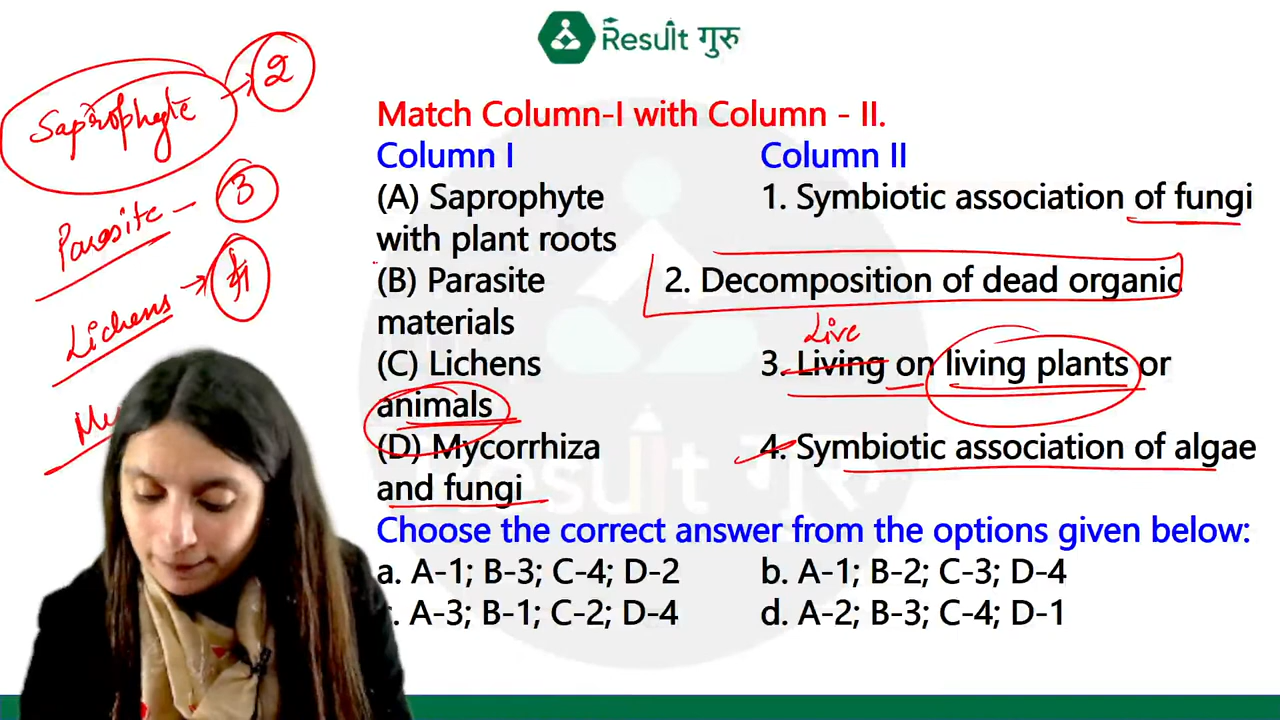 Result गुरु
Saprophyte → 2
Parasite - 3
Lichens → 4
My
Match Column-I with Column - II.
Column I Column II
(A) Saprophyte 1. Symbiotic association of fungi
with plant roots
(B) Parasite 2. Decomposition of dead organic
materials
Live
(C) Lichens 3. Living on living plants or
animals
(D) Mycorrhiza 4. Symbiotic association of algae
and fungi
Choose the correct answer from the options given below:
a. A-1; B-3; C-4; D-2 b. A-1; B-2; C-3; D-4
. A-3; B-1; C-2; D-4 d. A-2; B-3; C-4; D-1